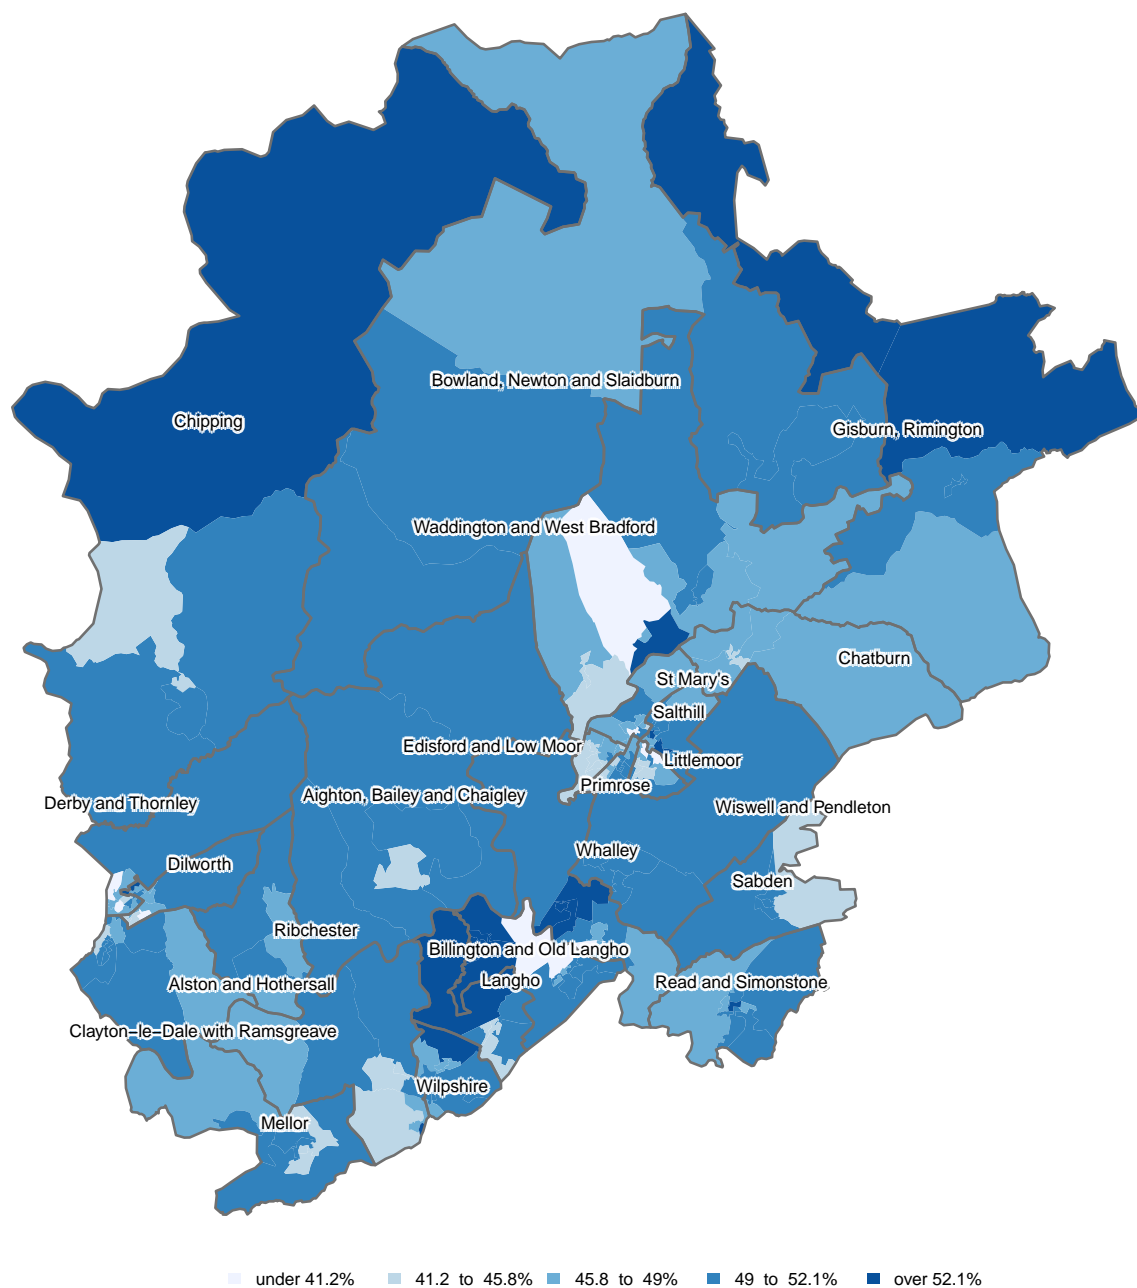 Bowland, Newton and Slaidburn
Chipping
Gisburn, Rimington
Waddington and West Bradford
Chatburn
St Mary's
Salthill
Edisford and Low Moor
Littlemoor
Primrose
Aighton, Bailey and Chaigley
Derby and Thornley
Wiswell and Pendleton
Whalley
Dilworth
Sabden
Ribchester
Billington and Old Langho
Langho
Alston and Hothersall
Read and Simonstone
Clayton–le–Dale with Ramsgreave
Wilpshire
Mellor
under 41.2% 41.2 to 45.8% 45.8 to 49% 49 to 52.1% over 52.1%